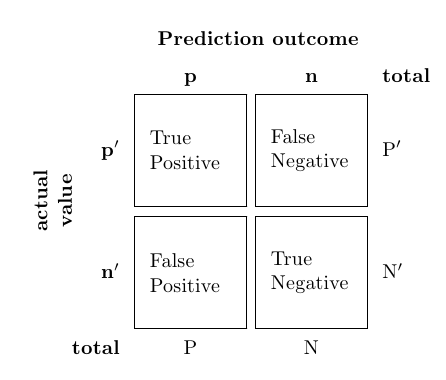 Prediction outcome
p n total
actual
value
p′
True
Positive
False
Negative
P′
n′
False
Positive
True
Negative
N′
total P N